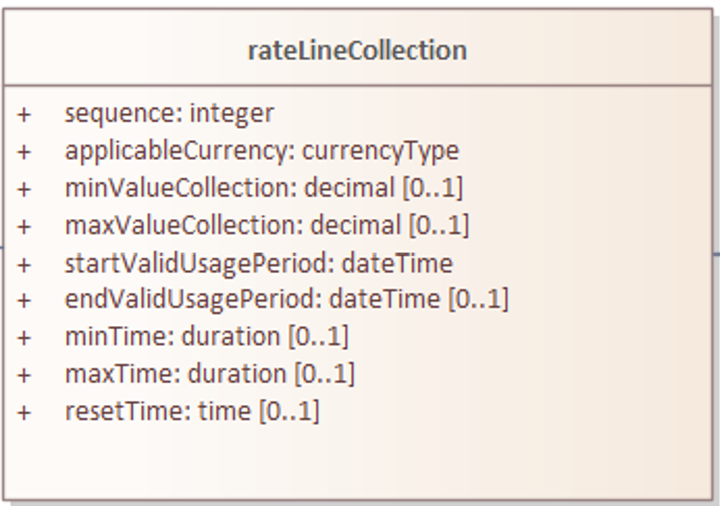 rateLineCollection
+ sequence: integer
+ applicableCurrency: currencyType
+ minValueCollection: decimal [0..1]
+ maxValueCollection: decimal [0..1]
+ startValidUsagePeriod: dateTime
+ endValidUsagePeriod: dateTime [0..1]
+ minTime: duration [0..1]
+ maxTime: duration [0..1]
+ resetTime: time [0..1]